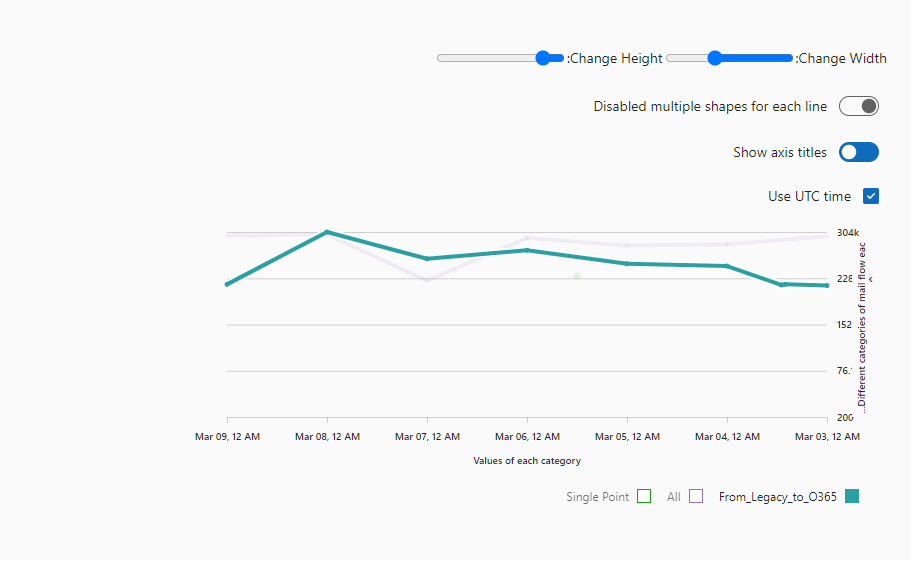 :Change Height :Change Width
Disabled multiple shapes for each line
Show axis titles
Use UTC time
304k
228
152
76.
200
...Different categories of mail flow eac
Mar 09, 12 AM Mar 08, 12 AM Mar 07, 12 AM Mar 06, 12 AM Mar 05, 12 AM Mar 04, 12 AM Mar 03, 12 AM
Values of each category
Single Point All From_Legacy_to_O365